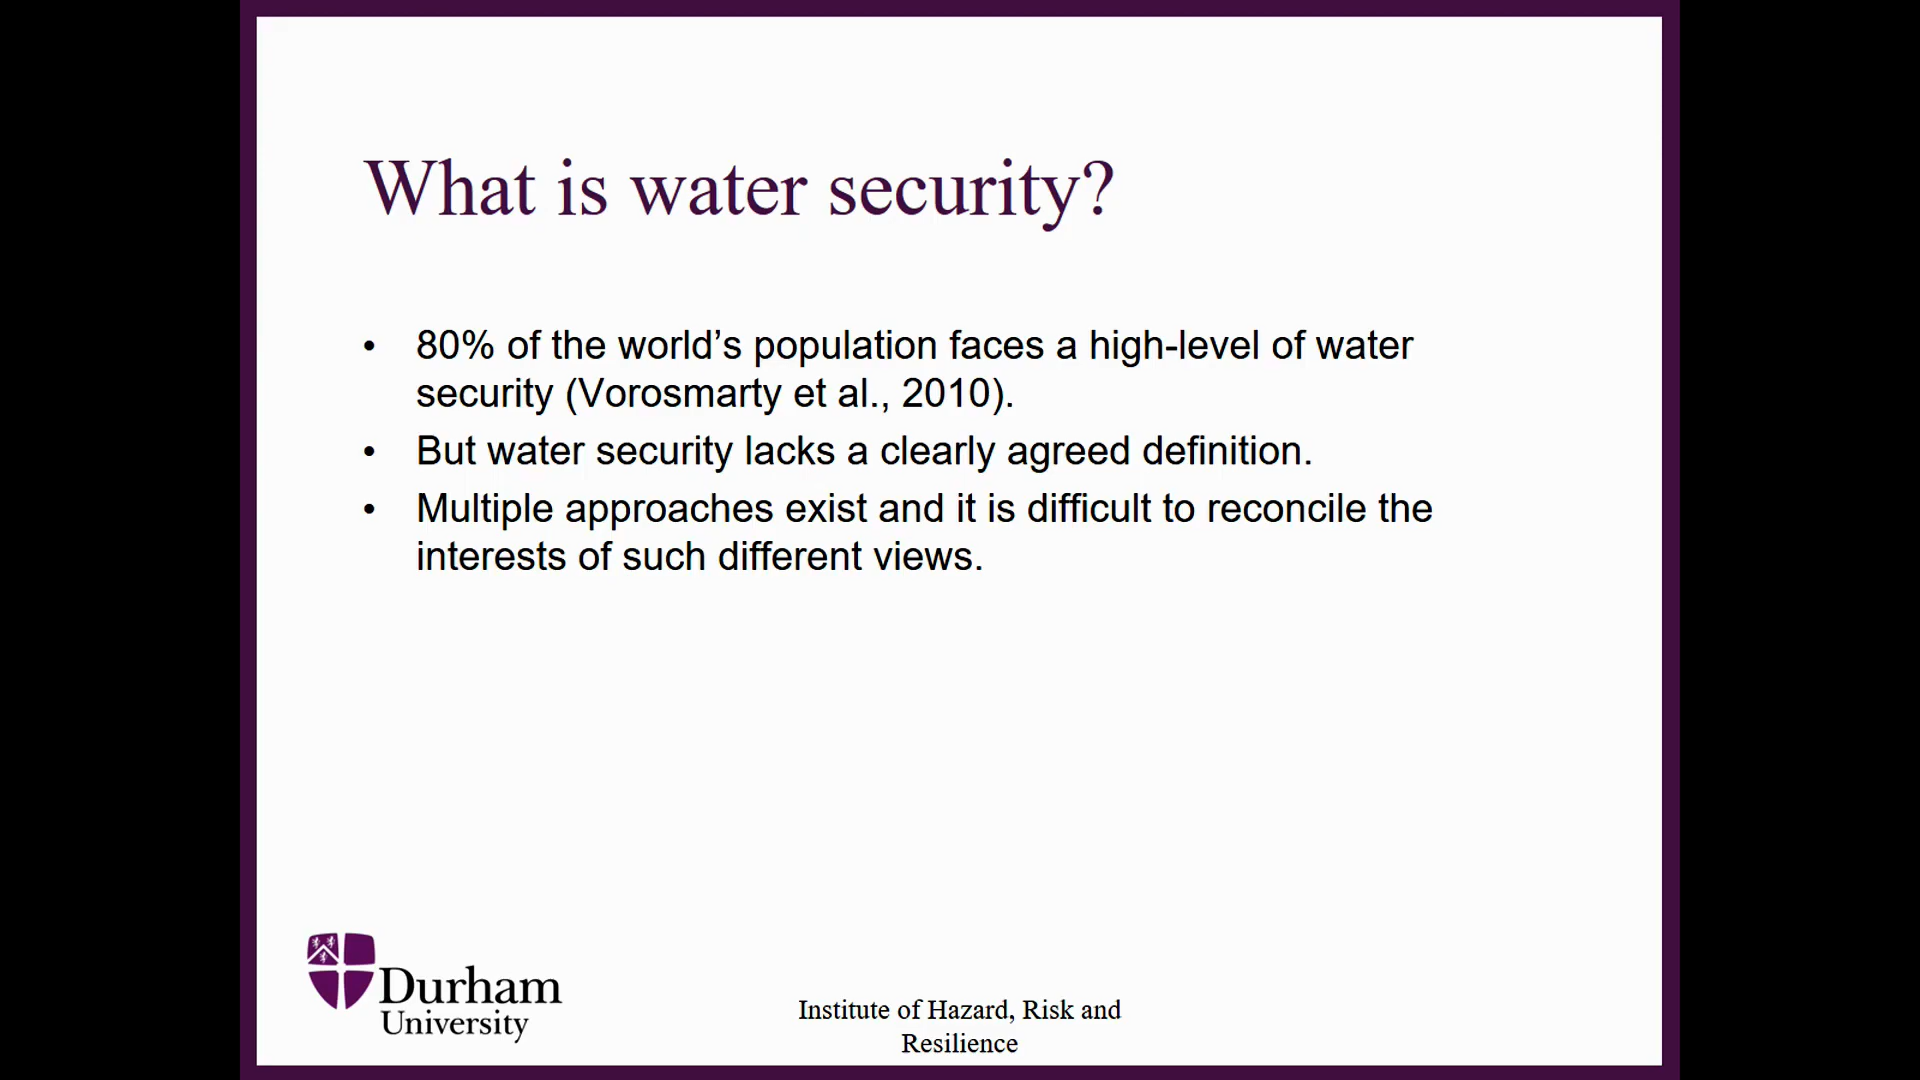 What is water security?
• 80% of the world’s population faces a high-level of water
security (Vorosmarty et al., 2010).
• But water security lacks a clearly agreed definition.
• Multiple approaches exist and it is difficult to reconcile the
interests of such different views.
Durham
University
Institute of Hazard, Risk and
Resilience